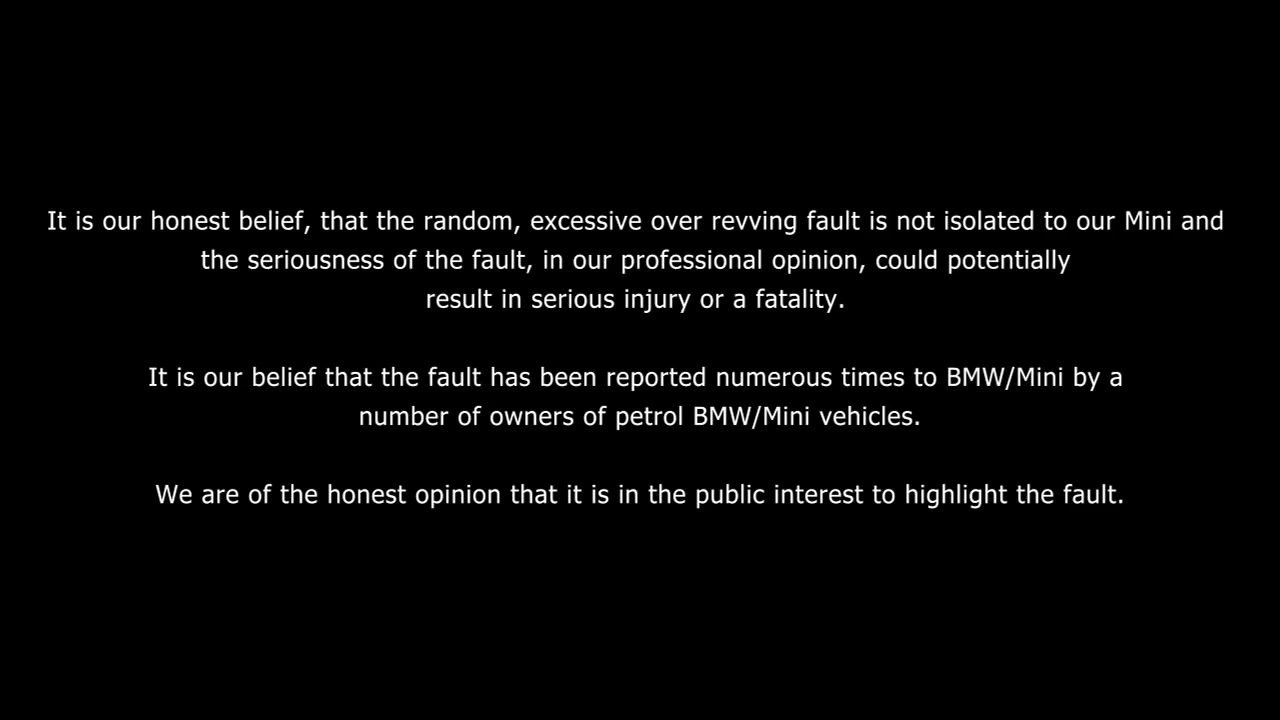 It is our honest belief, that the random, excessive over revving fault is not isolated to our Mini and
the seriousness of the fault, in our professional opinion, could potentially
result in serious injury or a fatality.
It is our belief that the fault has been reported numerous times to BMW/Mini by a
number of owners of petrol BMW/Mini vehicles.
We are of the honest opinion that it is in the public interest to highlight the fault.